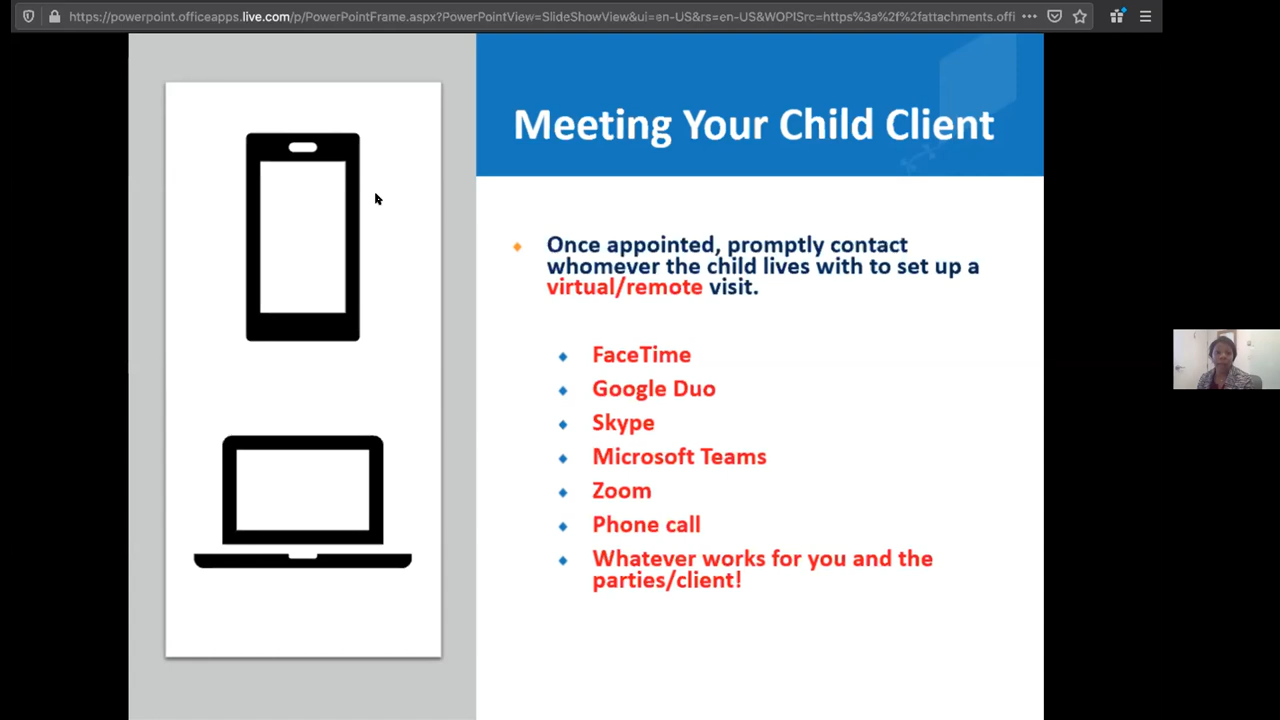 https://powerpoint.officeapps.live.com/p/PowerPointFrame.aspx?PowerPointView=SlideShowView&ui=en-US&rs=en-US&WOPISrc=https%3a%2f%2fattachments.offi
Meeting Your Child Client
Once appointed, promptly contact
whomever the child lives with to set up a
virtual/remote visit.
FaceTime
Google Duo
Skype
Microsoft Teams
Zoom
Phone call
Whatever works for you and the
parties/client!